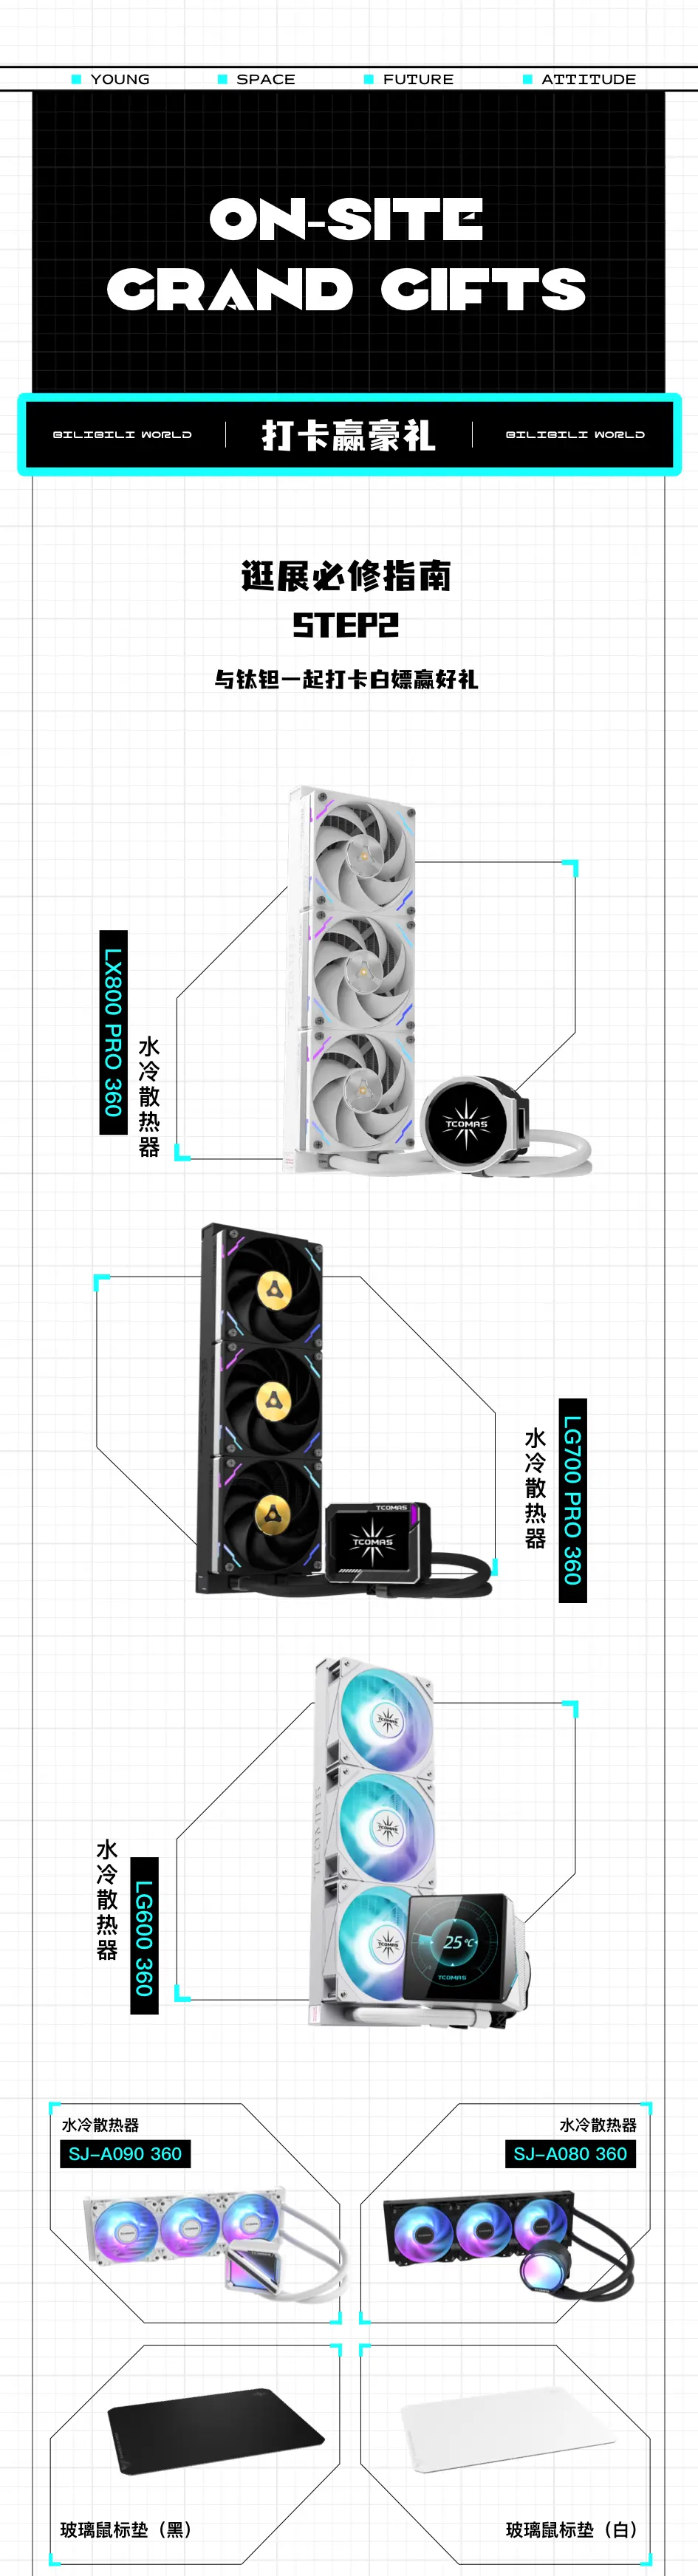 YOUNG
SPACE
FUTURE
ATTITUDE
ON-SITE
GRAND GIFTS
BILIBILI WORLD
打卡赢豪礼
BILIBILI WORLD
逛展必修指南
STEP2
与钛钽一起打卡白嫖赢好礼
LX800 PRO 360
水冷散热器
TCOMAS
水冷散热器
LG700 PRO 360
TCOMAS
TCOMAS
水冷散热器
LG600 360
TCOMAS
TCOMAS
TCOMAS
25℃
TCOMAS
水冷散热器
SJ-A090 360
水冷散热器
SJ-A080 360
玻璃鼠标垫（黑）
玻璃鼠标垫（白）